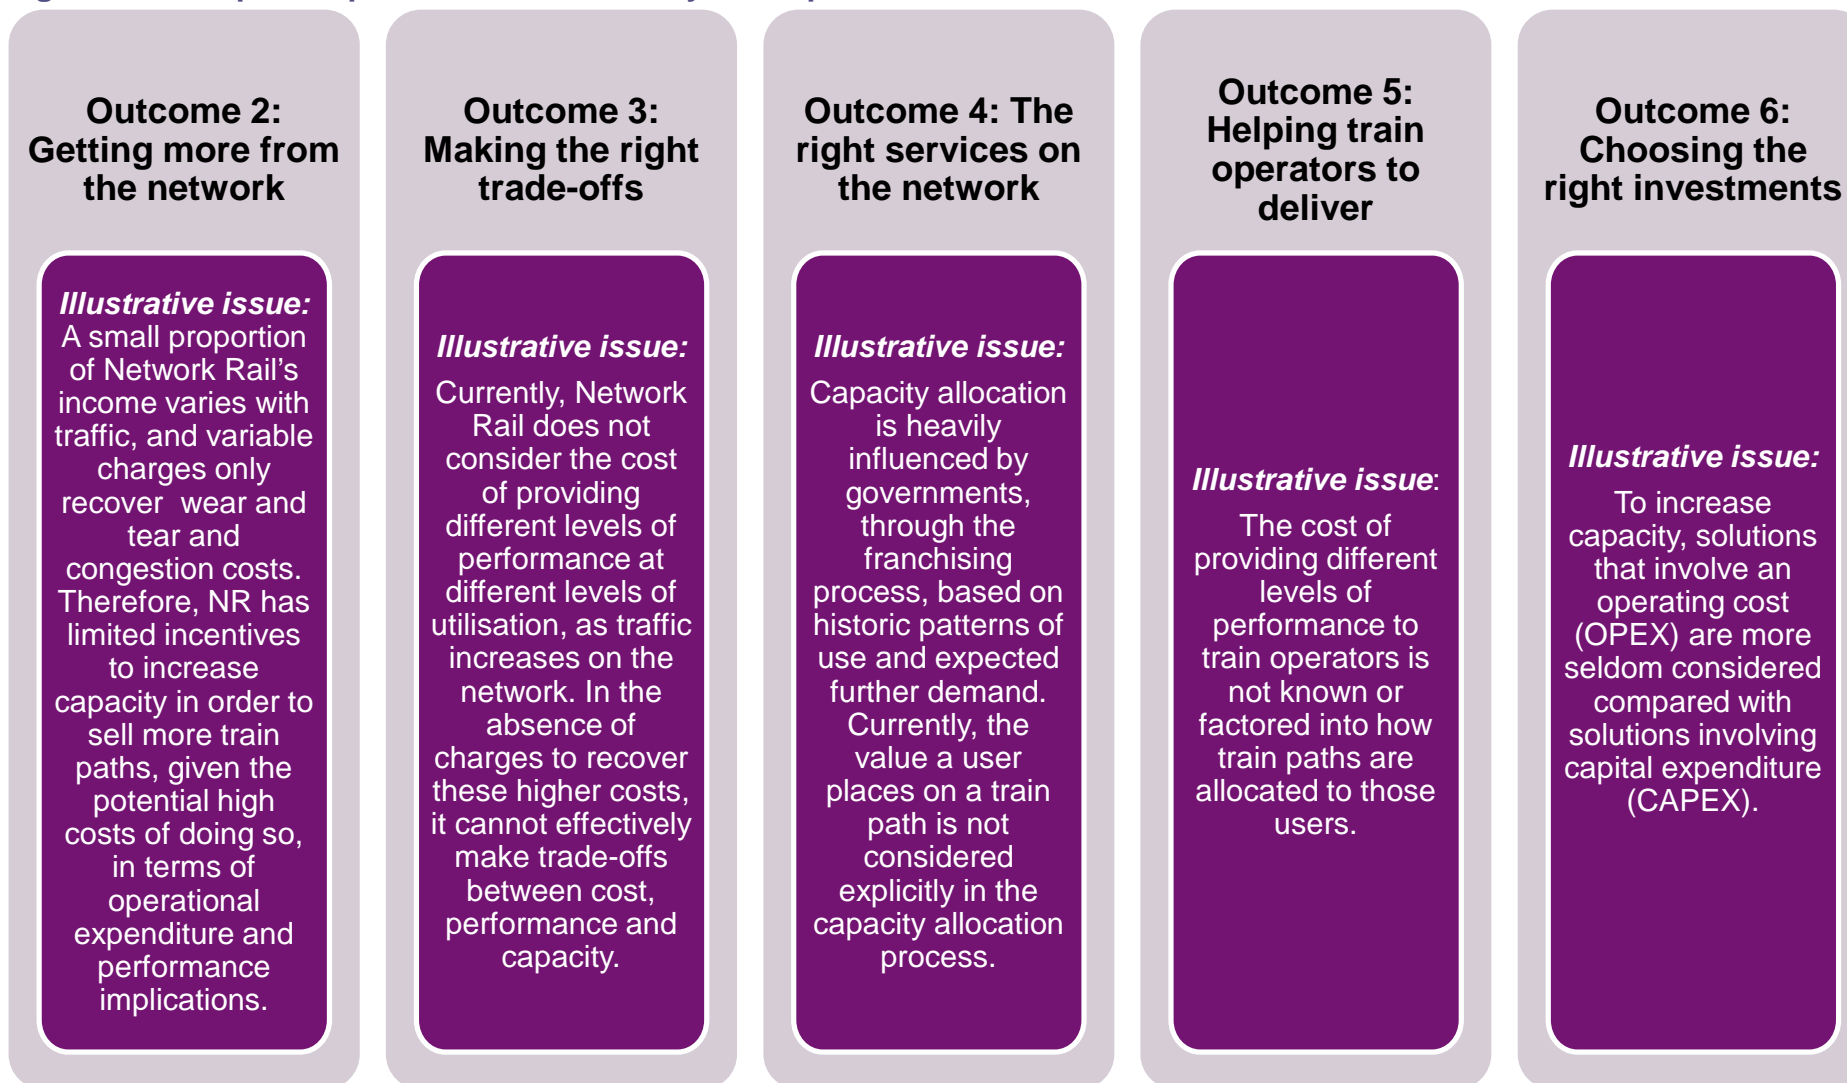 Outcome 2:
Getting more from
the network
Illustrative issue:
A small proportion
of Network Rail’s
income varies with
traffic, and variable
charges only
recover  wear and
tear and
congestion costs.
Therefore, NR has
limited incentives
to increase
capacity in order to
sell more train
paths, given the
potential high
costs of doing so,
in terms of
operational
expenditure and
performance
implications.
Outcome 3:
Making the right
trade-offs
Illustrative issue:
Currently, Network
Rail does not
consider the cost
of providing
different levels of
performance at
different levels of
utilisation, as traffic
increases on the
network. In the
absence of
charges to recover
these higher costs,
it cannot effectively
make trade-offs
between cost,
performance and
capacity.
Outcome 4: The
right services on
the network
Illustrative issue:
Capacity allocation
is heavily
influenced by
governments,
through the
franchising
process, based on
historic patterns of
use and expected
further demand.
Currently, the
value a user
places on a train
path is not
considered
explicitly in the
capacity allocation
process.
Outcome 5:
Helping train
operators to
deliver
Illustrative issue:
The cost of
providing different
levels of
performance to
train operators is
not known or
factored into how
train paths are
allocated to those
users.
Outcome 6:
Choosing the
right investments
Illustrative issue:
To increase
capacity, solutions
that involve an
operating cost
(OPEX) are more
seldom considered
compared with
solutions involving
capital expenditure
(CAPEX).